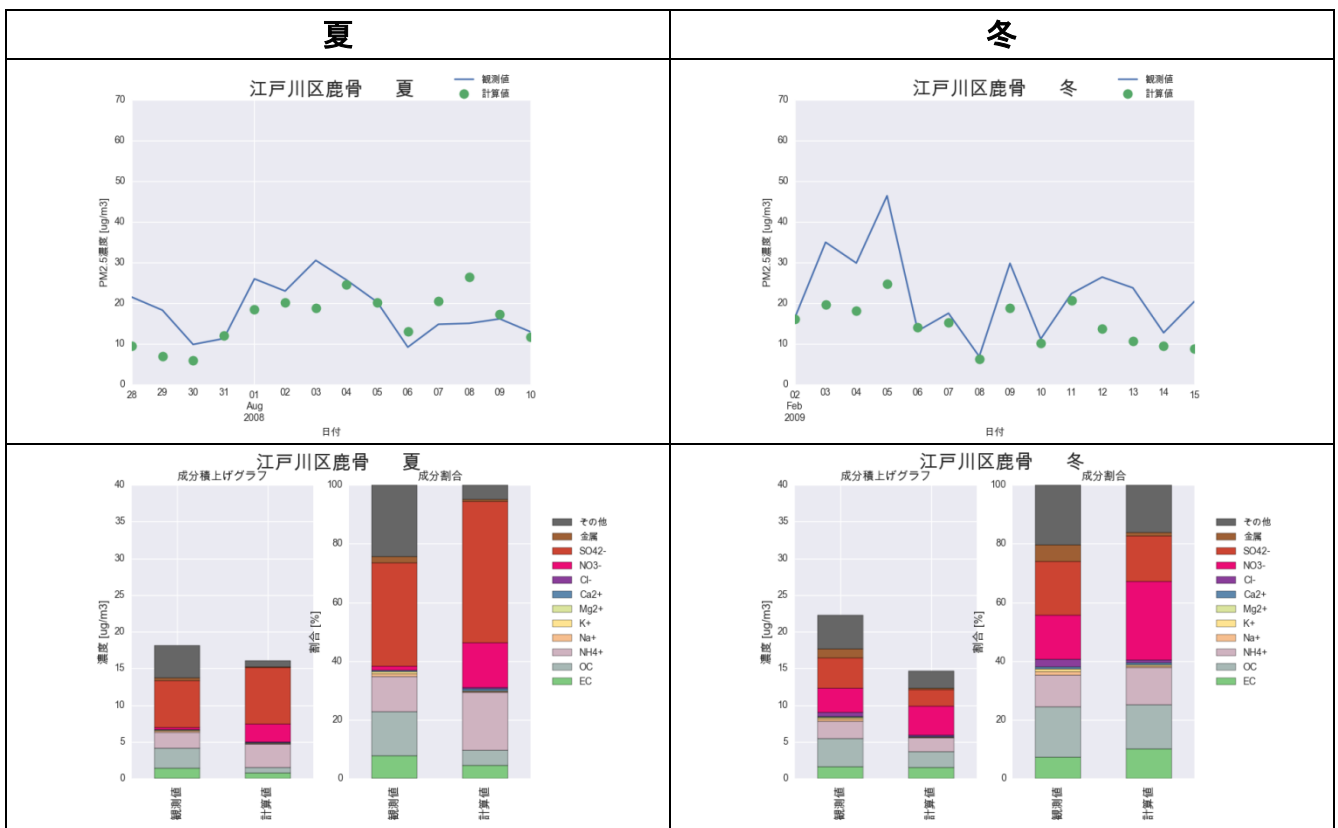 夏
冬
江戸川区鹿骨 夏
観測値
計算値
70
60
50
40
30
20
10
0
PM2.5濃度 [ug/m3]
28 29 30 31 01 02 03 04 05 06 07 08 09 10
Aug
2008
日付
江戸川区鹿骨 冬
観測値
計算値
70
60
50
40
30
20
10
0
PM2.5濃度 [ug/m3]
02 03 04 05 06 07 08 09 10 11 12 13 14 15
Feb
2009
日付
江戸川区鹿骨 夏
成分積上げグラフ
成分割合
40
35
30
25
20
15
10
5
0
濃度 [ug/m3]
観測値
計算値
100
80
60
40
20
0
割合 [%]
観測値
計算値
その他
金属
SO42-
NO3-
Cl-
Ca2+
Mg2+
K+
Na+
NH4+
OC
EC
江戸川区鹿骨 冬
成分積上げグラフ
成分割合
40
35
30
25
20
15
10
5
0
濃度 [ug/m3]
観測値
計算値
100
80
60
40
20
0
割合 [%]
観測値
計算値
その他
金属
SO42-
NO3-
Cl-
Ca2+
Mg2+
K+
Na+
NH4+
OC
EC